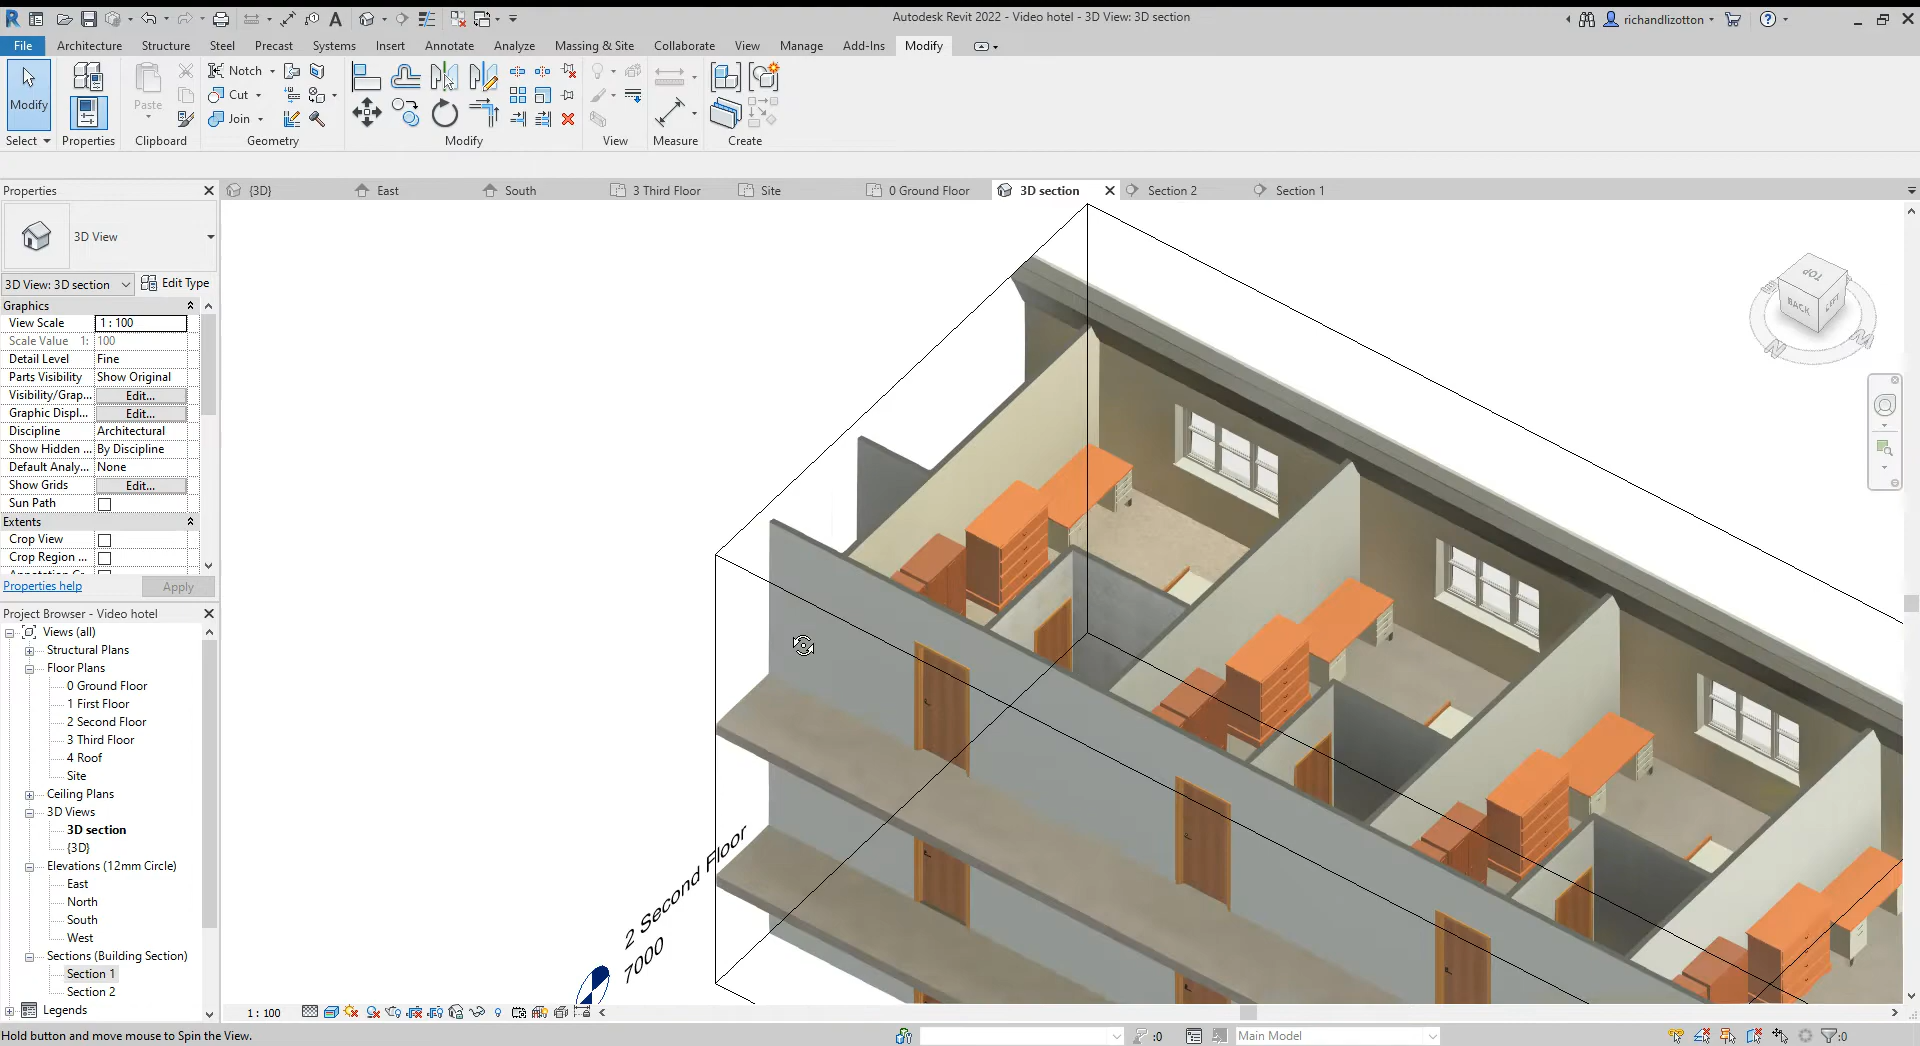 Autodesk Revit 2022 - Video hotel - 3D View: 3D section
richandlizotton
File
Architecture
Structure
Steel
Precast
Systems
Insert
Annotate
Analyze
Massing & Site
Collaborate
View
Manage
Add-Ins
Modify
Modify
Paste
Notch
Cut
Join
Select
Properties
Clipboard
Geometry
Modify
View
Measure
Create
Properties
{3D}
East
South
3 Third Floor
Site
0 Ground Floor
3D section
Section 2
Section 1
3D View
3D View: 3D section
Edit Type
Graphics
View Scale 1 : 100
Scale Value 1: 100
Detail Level Fine
Parts Visibility Show Original
Visibility/Grap... Edit...
Graphic Displ... Edit...
Discipline Architectural
Show Hidden ... By Discipline
Default Analy... None
Show Grids Edit...
Sun Path
Extents
Crop View
Crop Region ...
Properties help
Apply
Project Browser - Video hotel
Views (all)
Structural Plans
Floor Plans
0 Ground Floor
1 First Floor
2 Second Floor
3 Third Floor
4 Roof
Site
Ceiling Plans
3D Views
3D section
{3D}
Elevations (12mm Circle)
East
North
South
West
Sections (Building Section)
Section 1
Section 2
Legends
TOP
BACK
LEFT
2 Second Floor
7000
1 : 100
Hold button and move mouse to Spin the View.
:0
Main Model
:0